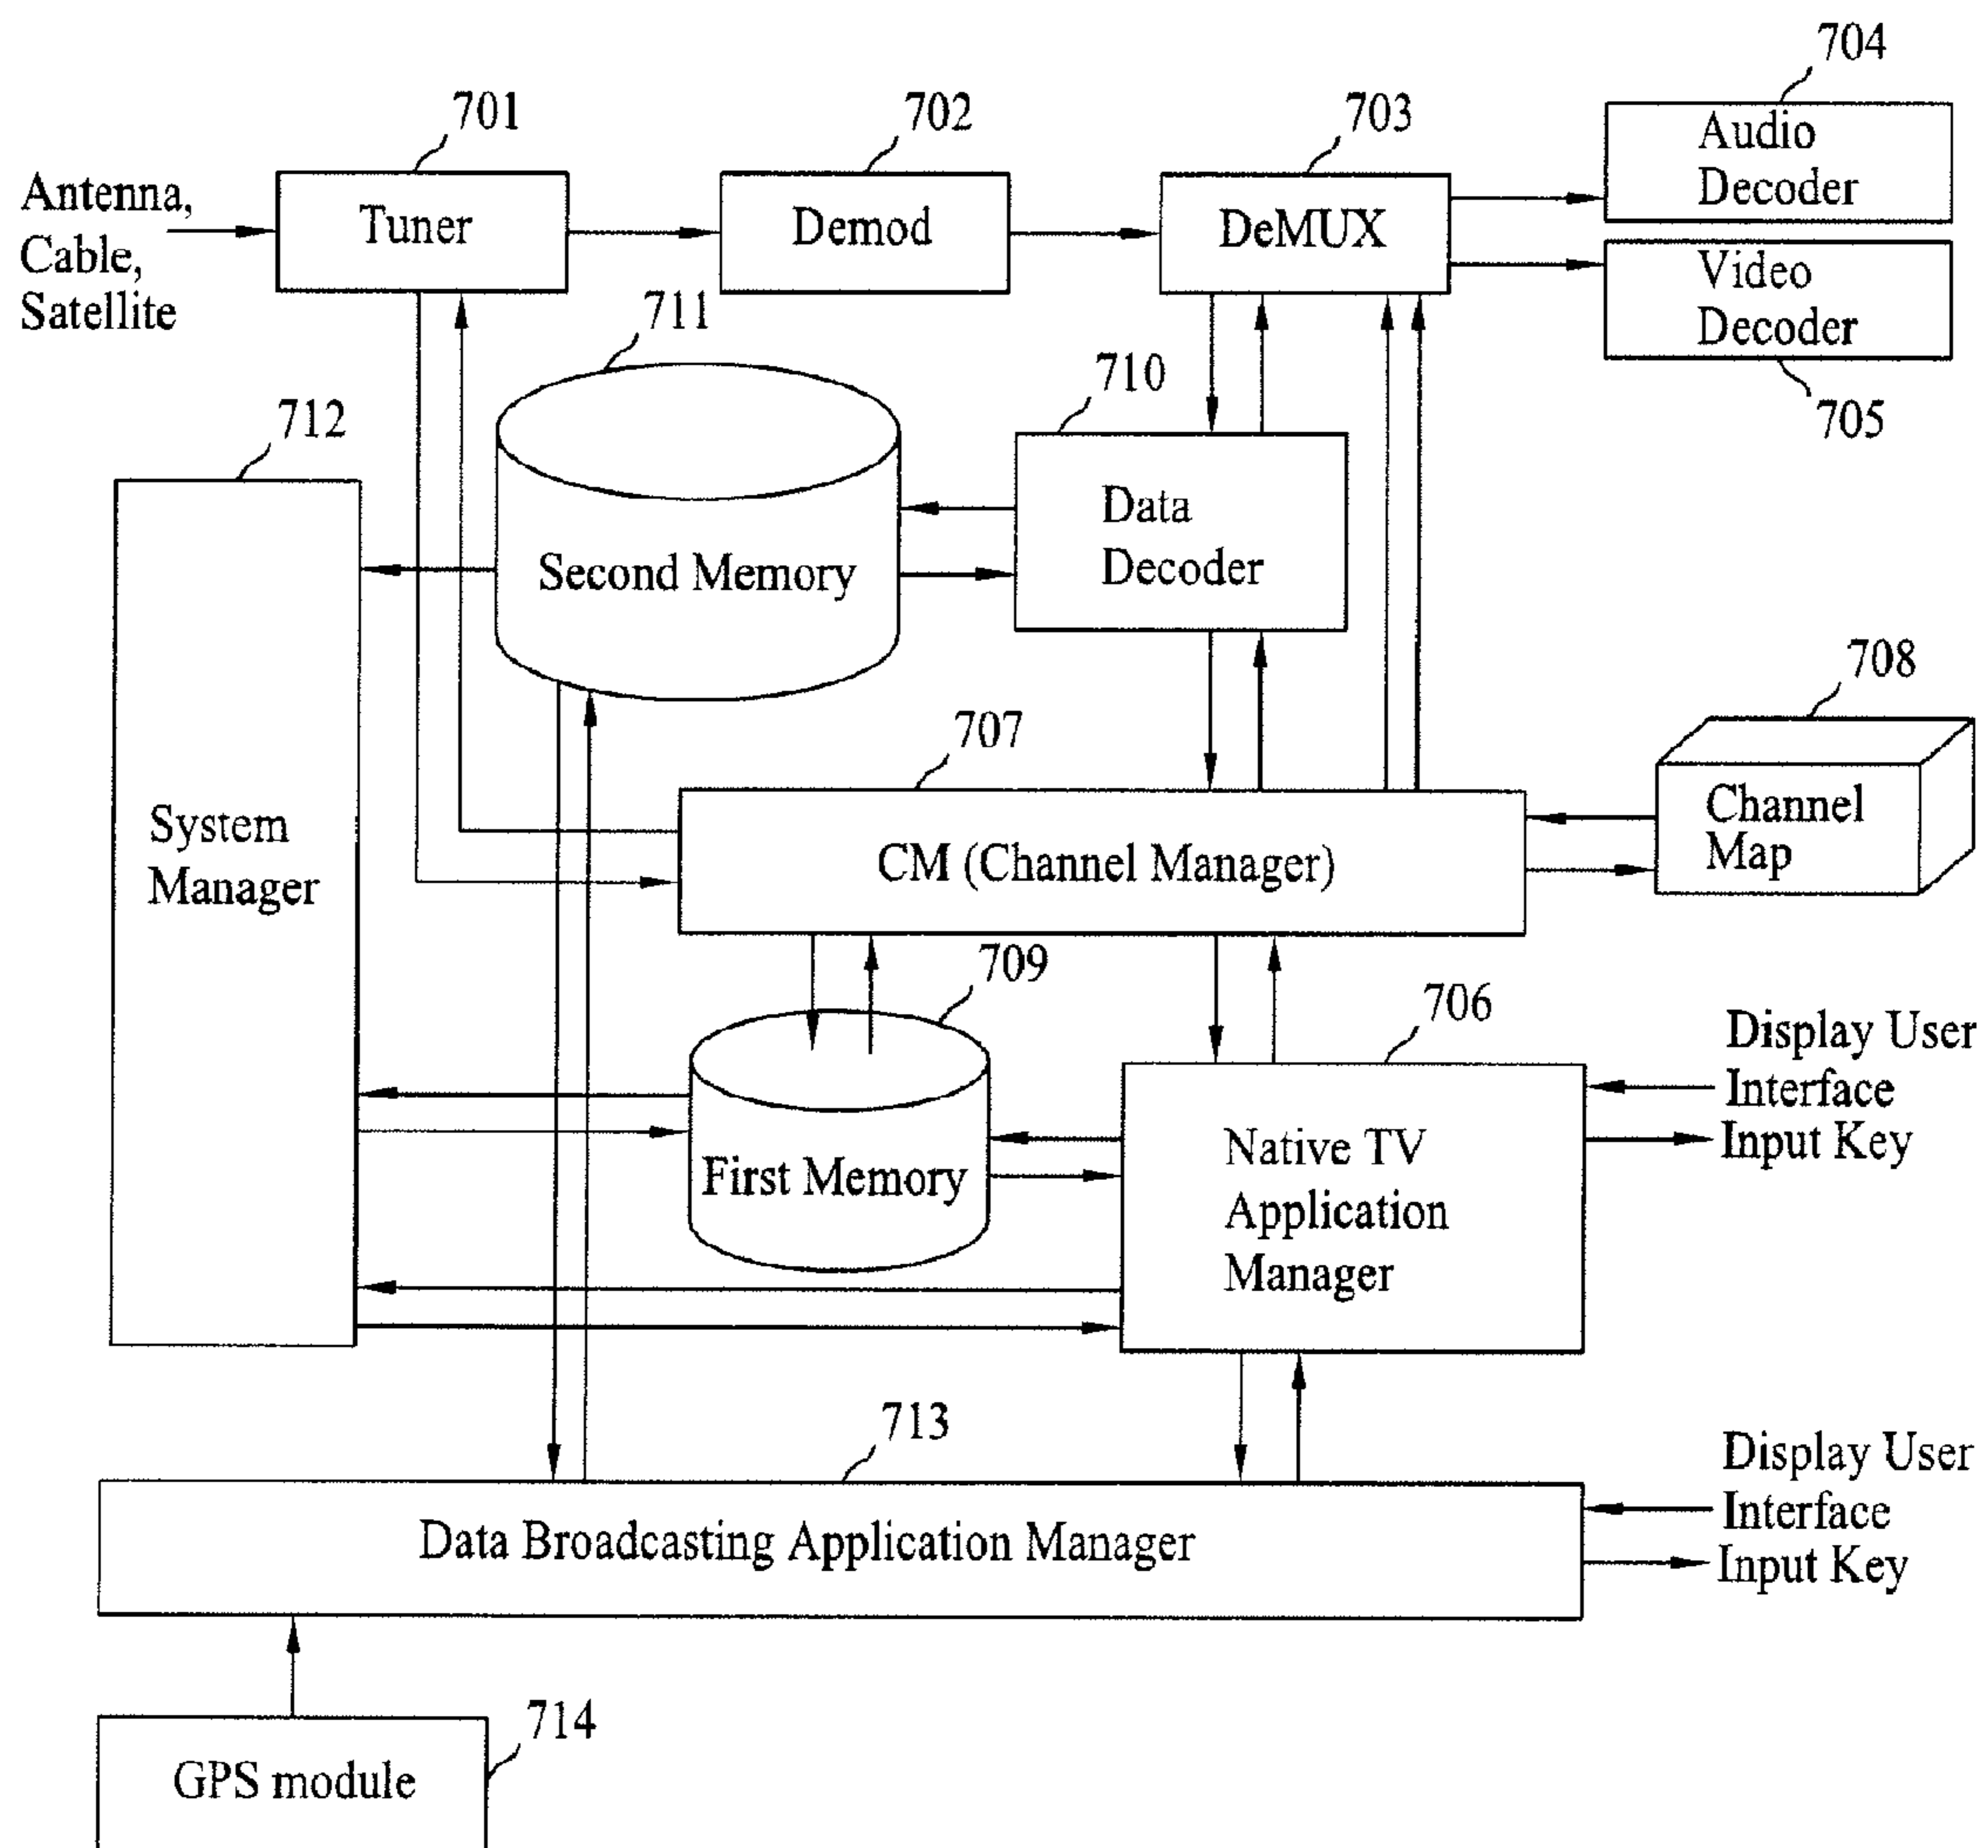 704
701
702
703
Audio
Decoder
Antenna,
Cable,
Satellite
Tuner
Demod
DeMUX
Video
Decoder
705
711
710
712
Second Memory
Data
Decoder
708
707
System
Manager
CM (Channel Manager)
Channel
Map
709
706
First Memory
Native TV
Application
Manager
Display User
Interface
Input Key
713
Data Broadcasting Application Manager
Display User
Interface
Input Key
714
GPS module